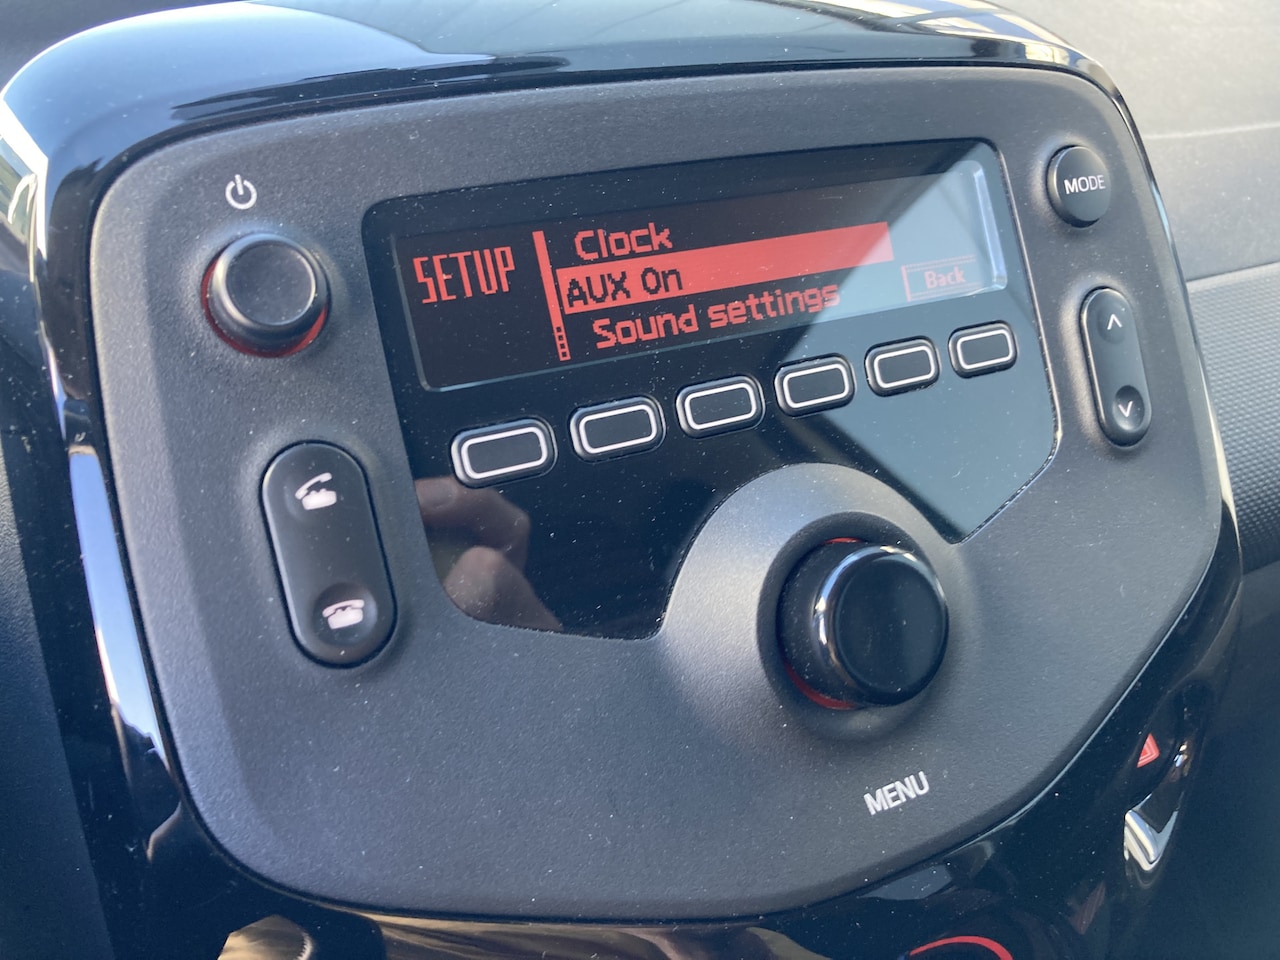 MODE
SETUP
Clock
AUX On
Sound settings
Back
MENU